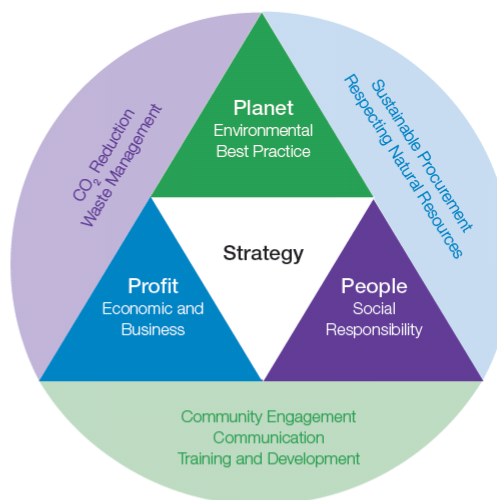 Planet
Environmental
Best Practice
CO₂ Reduction
Waste Management
Sustainable Procurement
Respecting Natural Resources
Strategy
Profit
Economic and
Business
People
Social
Responsibility
Community Engagement
Communication
Training and Development